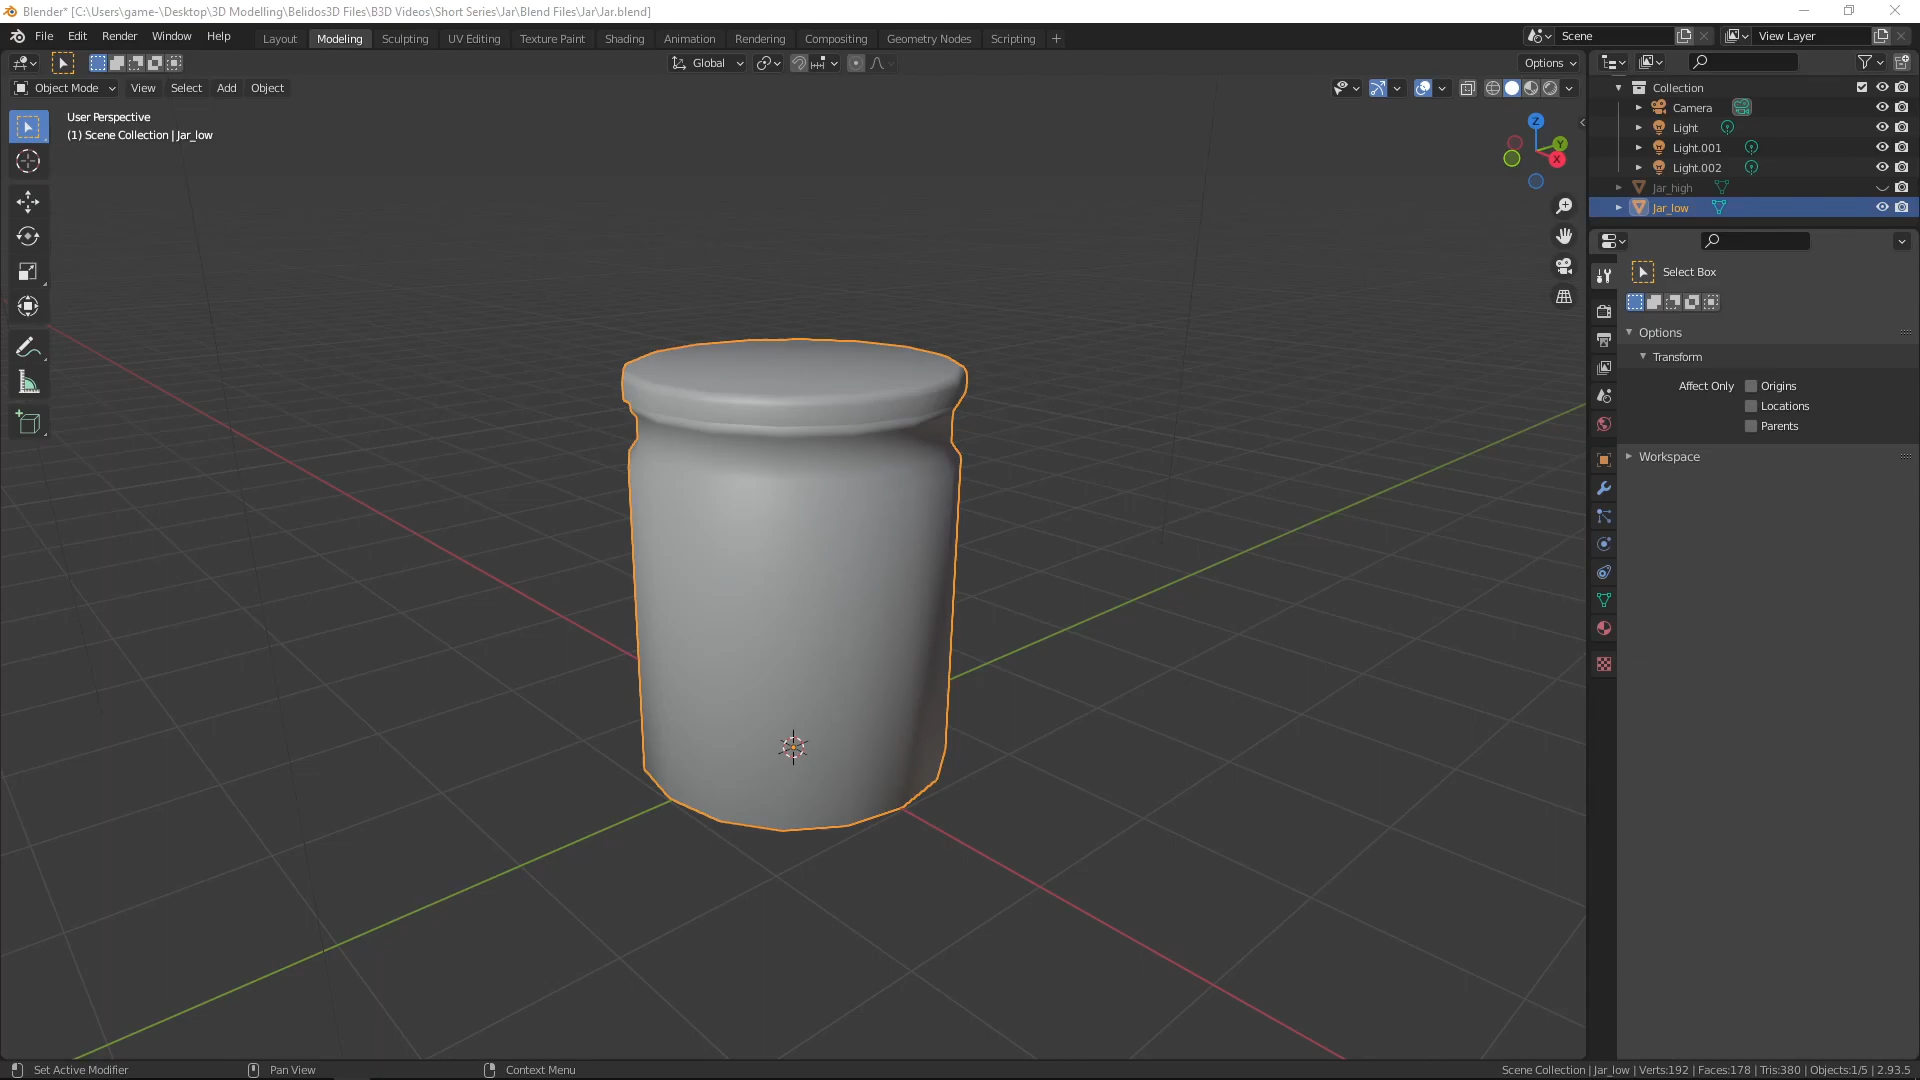 Blender* [C:\Users\game-\Desktop\3D Modelling\Belidos3D Files\B3D Videos\Short Series\Jar\Blend Files\Jar\Jar.blend]
File Edit Render Window Help
Layout Modeling Sculpting UV Editing Texture Paint Shading Animation Rendering Compositing Geometry Nodes Scripting +
Scene
View Layer
Global
Options
Object Mode View Select Add Object
User Perspective
(1) Scene Collection | Jar_low
Z
Y
X
Collection
Camera
Light
Light.001
Light.002
Jar_high
Jar_low
Select Box
Options
Transform
Affect Only Origins
Locations
Parents
Workspace
Set Active Modifier
Pan View
Context Menu
Scene Collection | Jar_low | Verts:192 | Faces:178 | Tris:380 | Objects:1/5 | 2.93.5